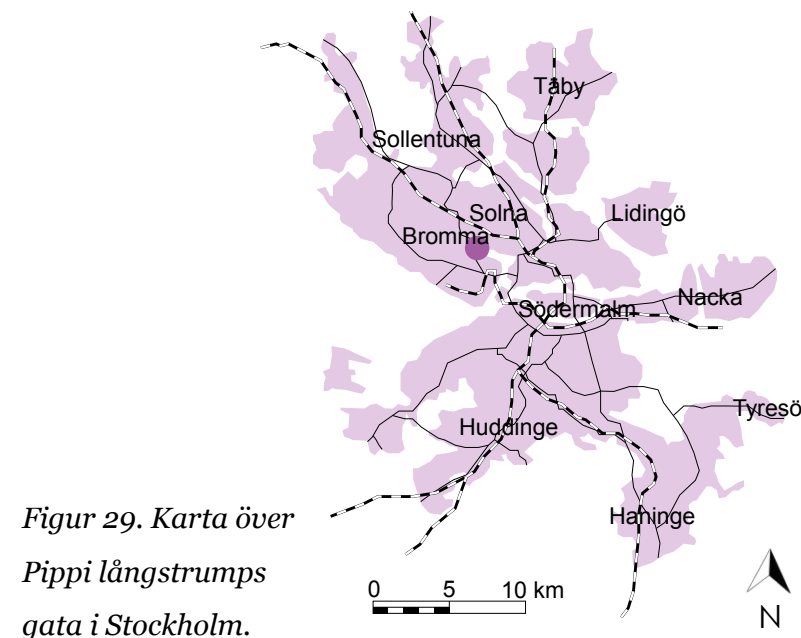 Täby
Sollentuna
Solna
Lidingö
Bromma
Nacka
Södermalm
Tyresö
Huddinge
Haninge
Figur 29. Karta över
Pippi långstrumps
gata i Stockholm.
0 5 10 km
N